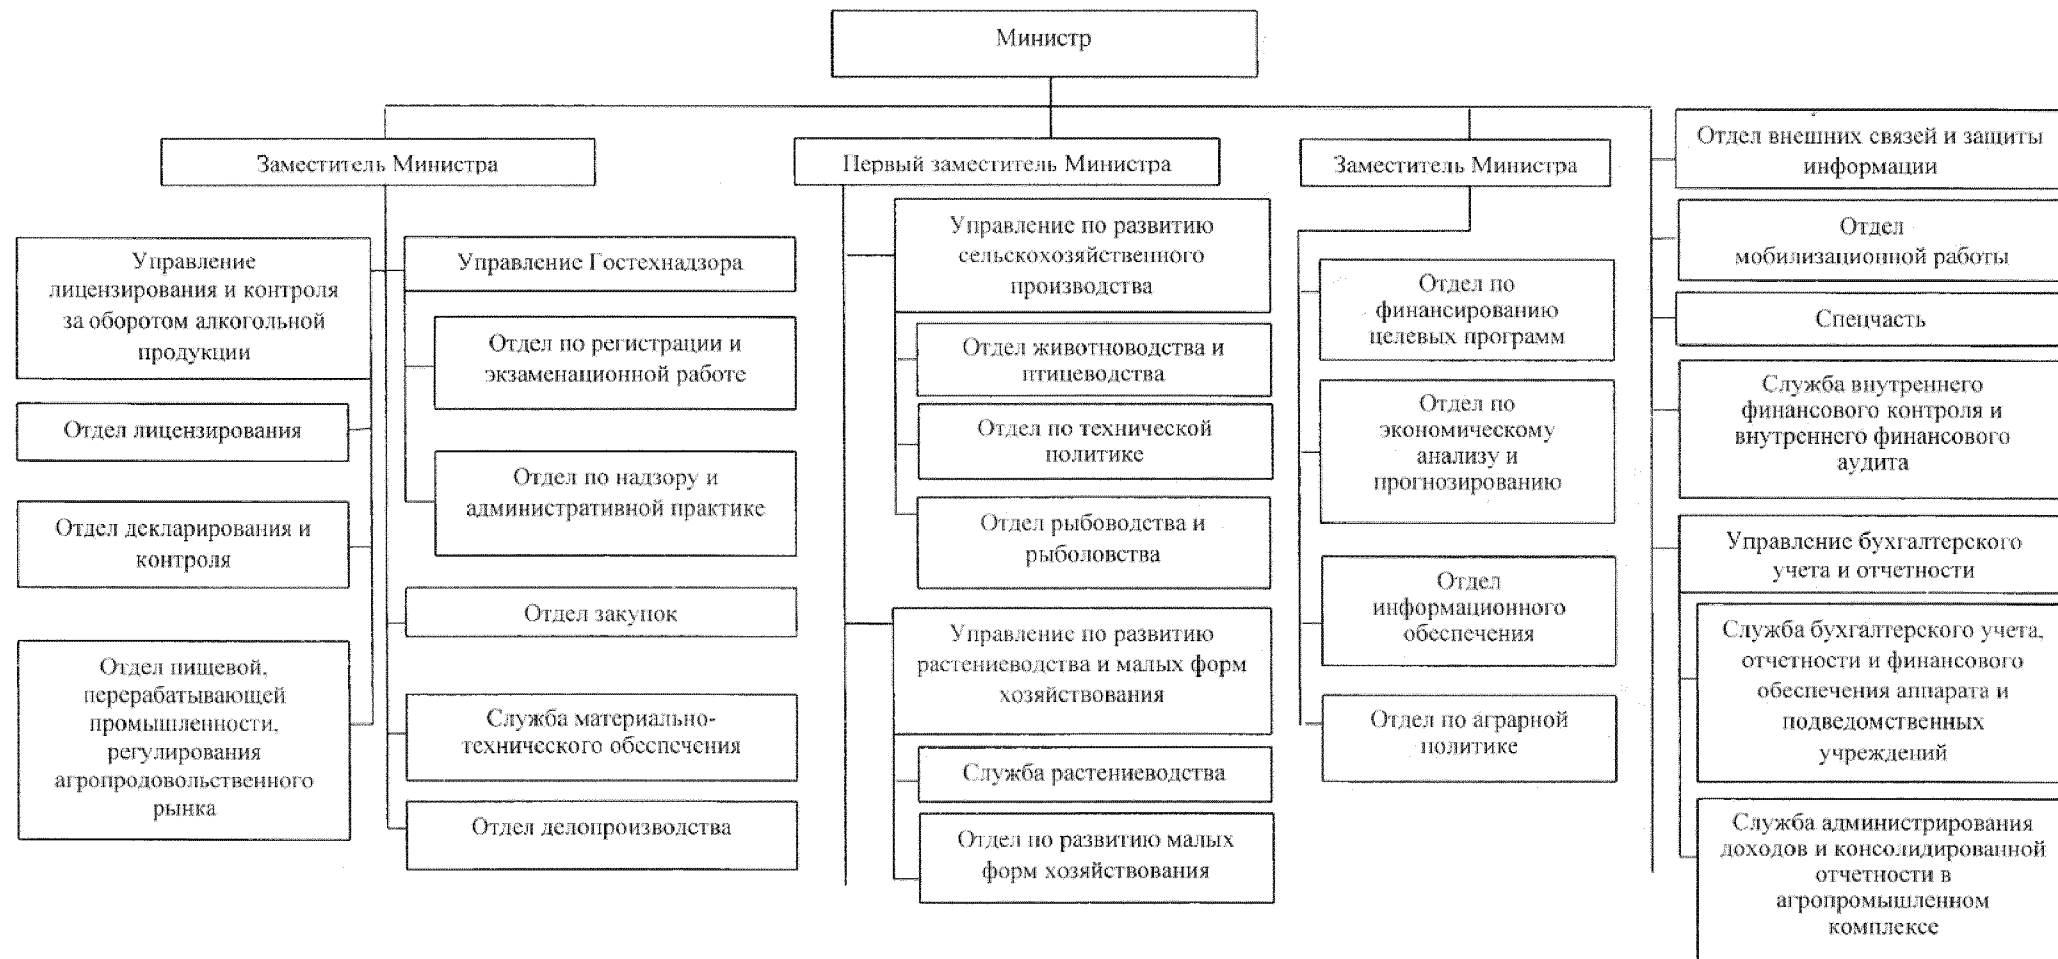 Министр
Заместитель Министра
Управление
лицензирования и контроля
за оборотом алкогольной
продукции
Отдел лицензирования
Отдел декларирования и
контроля
Отдел пищевой,
перерабатывающей
промышленности,
регулирования
агропродовольственного
рынка
Управление Гостехнадзора
Отдел по регистрации и
экзаменационной работе
Отдел по надзору и
административной практике
Отдел закупок
Служба материально-
технического обеспечения
Отдел делопроизводства
Первый заместитель Министра
Управление по развитию
сельскохозяйственного
производства
Отдел животноводства и
птицеводства
Отдел по технической
политике
Отдел рыбоводства и
рыболовства
Управление по развитию
растениеводства и малых форм
хозяйствования
Служба растениеводства
Отдел по развитию малых
форм хозяйствования
Заместитель Министра
Отдел по
финансированию
целевых программ
Отдел по
экономическому
анализу и
прогнозированию
Отдел
информационного
обеспечения
Отдел по аграрной
политике
Отдел внешних связей и защиты
информации
Отдел
мобилизационной работы
Спецчасть
Служба внутреннего
финансового контроля и
внутреннего финансового
аудита
Управление бухгалтерского
учета и отчетности
Служба бухгалтерского учета,
отчетности и финансового
обеспечения аппарата и
подведомственных
учреждений
Служба администрирования
доходов и консолидированной
отчетности в
агропромышленном
комплексе